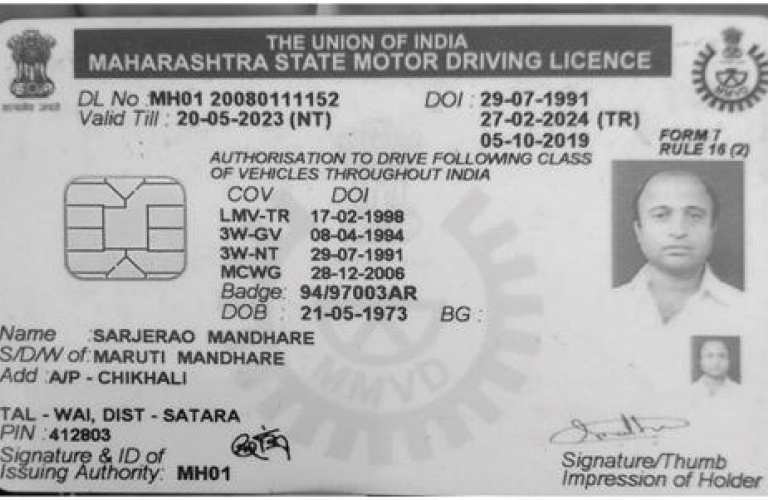 THE UNION OF INDIA
MAHARASHTRA STATE MOTOR DRIVING LICENCE
DL No : MH01 20080111152 DOI : 29-07-1991
Valid Till : 20-05-2023 (NT) 27-02-2024 (TR)
05-10-2019
FORM 7
RULE 16 (2)
AUTHORISATION TO DRIVE FOLLOWING CLASS
OF VEHICLES THROUGHOUT INDIA
COV DOI
LMV-TR 17-02-1998
3W-GV 08-04-1994
3W-NT 29-07-1991
MCWG 28-12-2006
Badge: 94/97003AR
DOB : 21-05-1973 BG :
Name : SARJERAO MANDHARE
S/D/W of: MARUTI MANDHARE
Add : A/P - CHIKHALI
TAL - WAI, DIST - SATARA
PIN : 412803
Signature & ID of
Issuing Authority: MH01
Signature/Thumb
Impression of Holder
MMVD